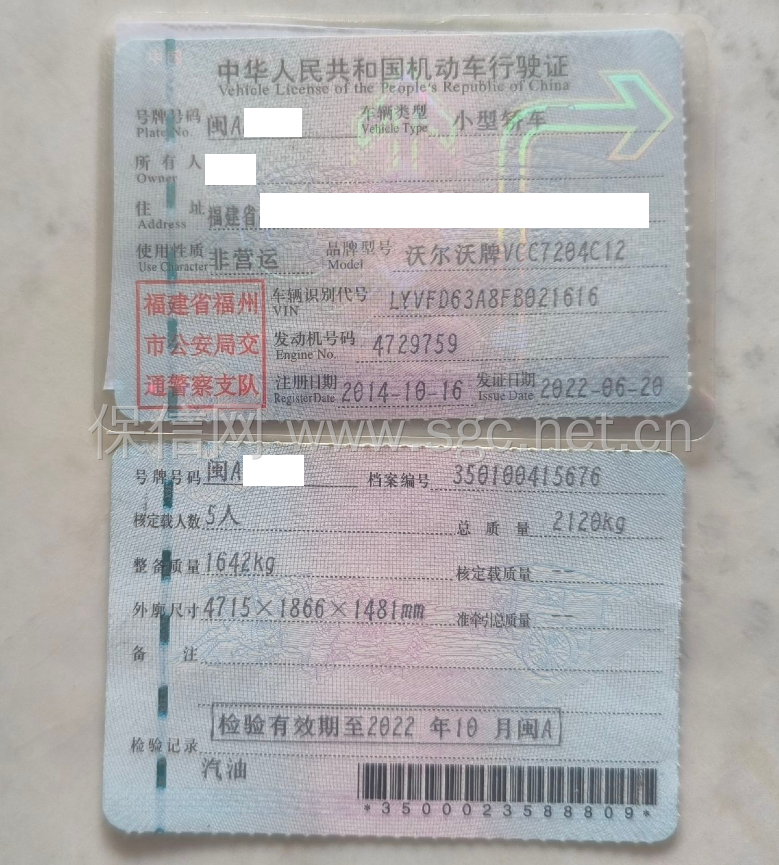 中华人民共和国机动车行驶证
Vehicle License of the People's Republic of China
号牌号码 闽A 车辆类型 小型轿车
Plate No. Vehicle Type
所有人
Owner
住址 福建省
Address
使用性质 非营运 品牌型号 沃尔沃牌VCC7204C12
Use Character Model
福建省福州 车辆识别代号 LYVFD63A8FB021616
VIN
市公安局交 发动机号码 4729759
Engine No.
通警察支队 注册日期 2014-10-16 发证日期 2022-06-20
Register Date Issue Date
保信网 www.sgc.net.cn
号牌号码 闽A 档案编号 350100415676
核定载人数 5人 总质量 2120kg
整备质量 1642kg 核定载质量 --
外廓尺寸 4715×1866×1481mm 准牵引总质量 --
备注
检验有效期至2022 年10 月闽A
检验记录
汽油
*3500023588809*